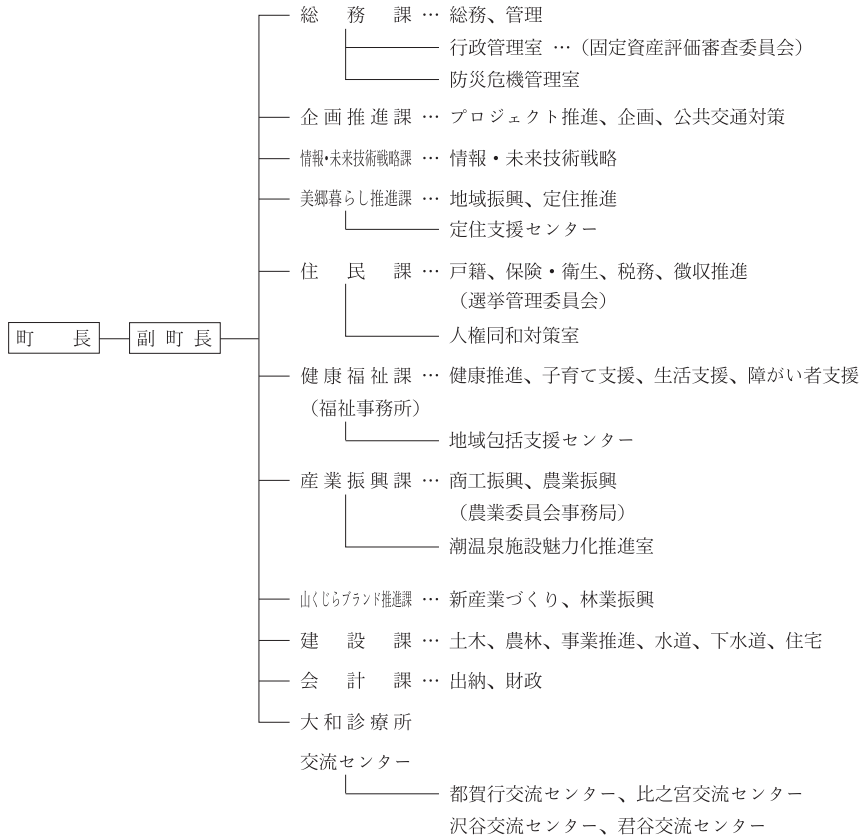 総務課 … 総務、管理
行政管理室 …（固定資産評価審査委員会）
防災危機管理室
企画推進課 … プロジェクト推進、企画、公共交通対策
情報・未来技術戦略課 … 情報・未来技術戦略
美郷暮らし推進課 … 地域振興、定住推進
定住支援センター
住民課 … 戸籍、保険・衛生、税務、徴収推進
（選挙管理委員会）
人権同和対策室
町長 副町長
健康福祉課 … 健康推進、子育て支援、生活支援、障がい者支援
（福祉事務所）
地域包括支援センター
産業振興課 … 商工振興、農業振興
（農業委員会事務局）
潮温泉施設魅力化推進室
山くじらブランド推進課 … 新産業づくり、林業振興
建設課 … 土木、農林、事業推進、水道、下水道、住宅
会計課 … 出納、財政
大和診療所
交流センター
都賀行交流センター、比之宮交流センター
沢谷交流センター、君谷交流センター